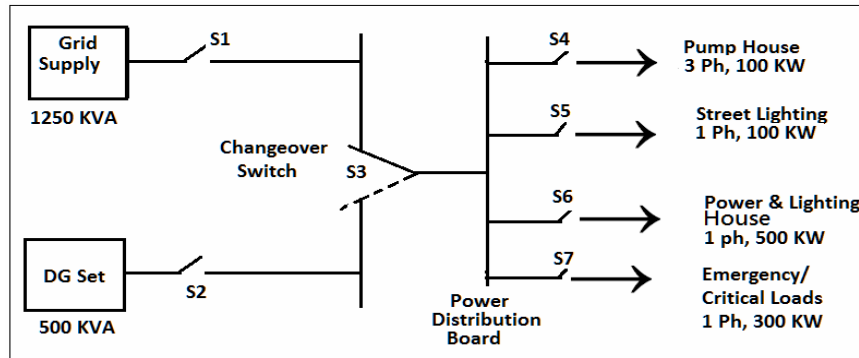 Grid
Supply
1250 KVA
S1
Changeover
Switch
S3
DG Set
500 KVA
S2
S4
Pump House
3 Ph, 100 KW
S5
Street Lighting
1 Ph, 100 KW
S6
Power & Lighting
House
1 ph, 500 KW
S7
Emergency/
Critical Loads
1 Ph, 300 KW
Power
Distribution
Board